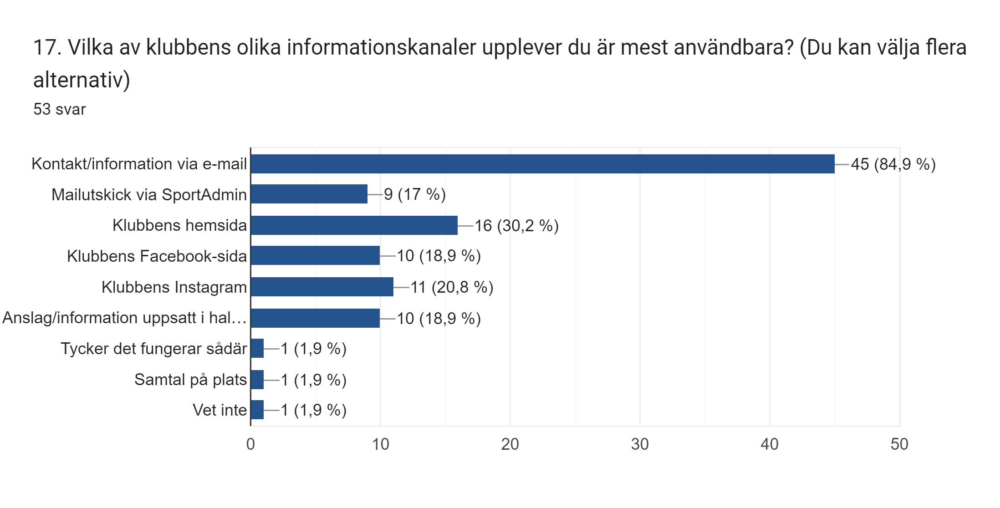 17. Vilka av klubbens olika informationskanaler upplever du är mest användbara? (Du kan välja flera
alternativ)
53 svar
Kontakt/information via e-mail 45 (84,9 %)
Mailutskick via SportAdmin 9 (17 %)
Klubbens hemsida 16 (30,2 %)
Klubbens Facebook-sida 10 (18,9 %)
Klubbens Instagram 11 (20,8 %)
Anslag/information uppsatt i hal… 10 (18,9 %)
Tycker det fungerar sådär 1 (1,9 %)
Samtal på plats 1 (1,9 %)
Vet inte 1 (1,9 %)
0 10 20 30 40 50